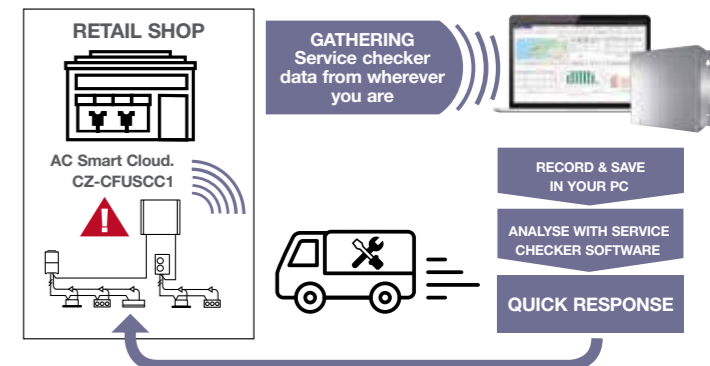 RETAIL SHOP
AC Smart Cloud.
CZ-CFUSCC1
GATHERING
Service checker
data from wherever
you are
RECORD & SAVE
IN YOUR PC
ANALYSE WITH SERVICE
CHECKER SOFTWARE
QUICK RESPONSE